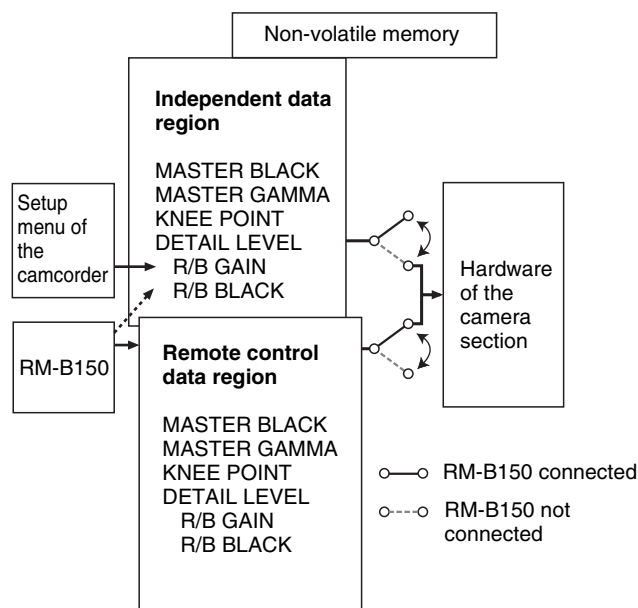 Non-volatile memory
Independent data
region
MASTER BLACK
MASTER GAMMA
KNEE POINT
DETAIL LEVEL
R/B GAIN
R/B BLACK
Setup
menu of
the
camcorder
RM-B150
Hardware
of the
camera
section
Remote control
data region
MASTER BLACK
MASTER GAMMA
KNEE POINT
DETAIL LEVEL
R/B GAIN
R/B BLACK
RM-B150 connected
RM-B150 not
connected